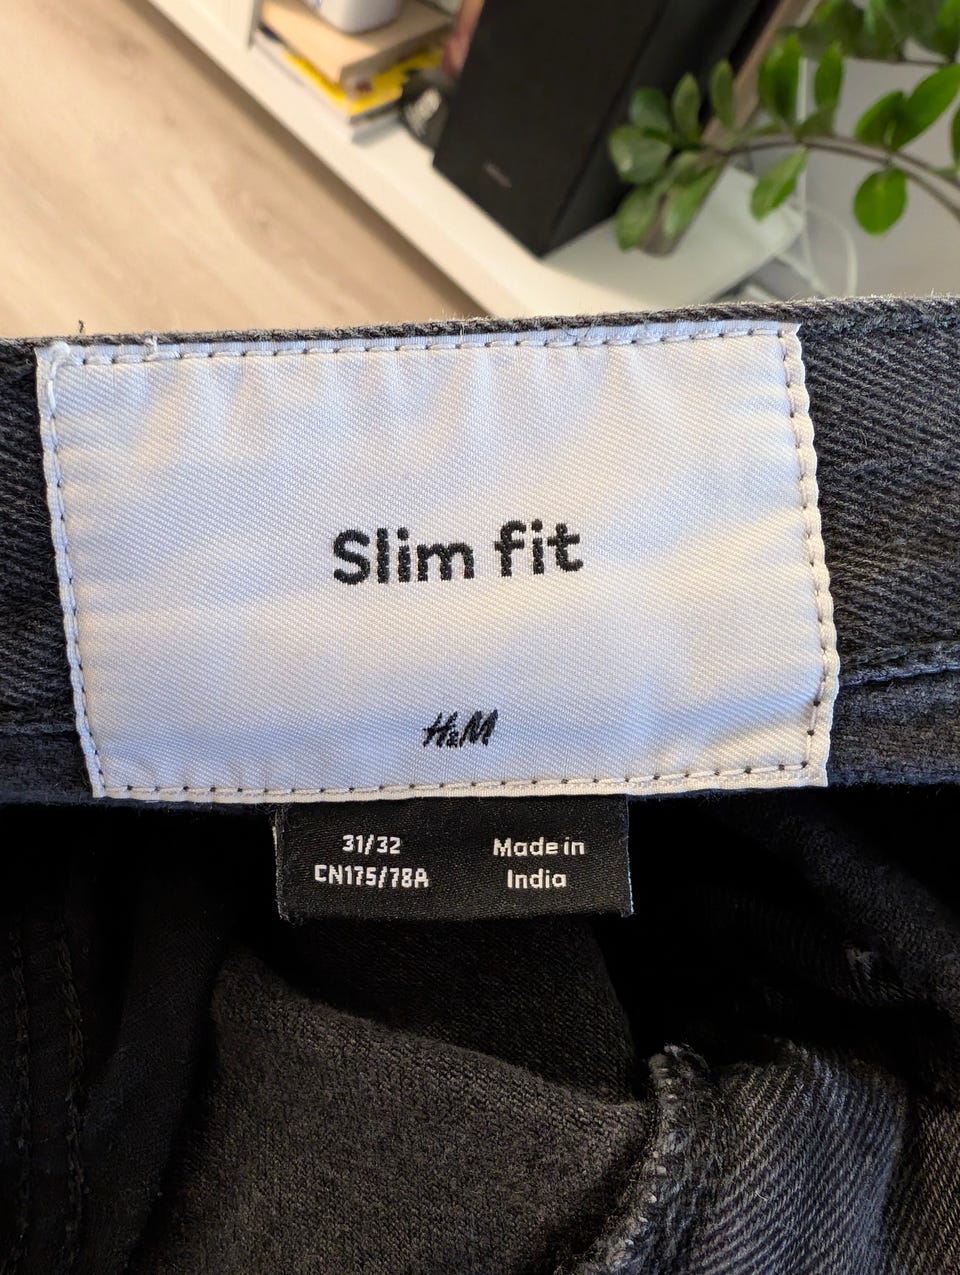 Slim fit
H&M
31/32
CN175/78A
Made in
India